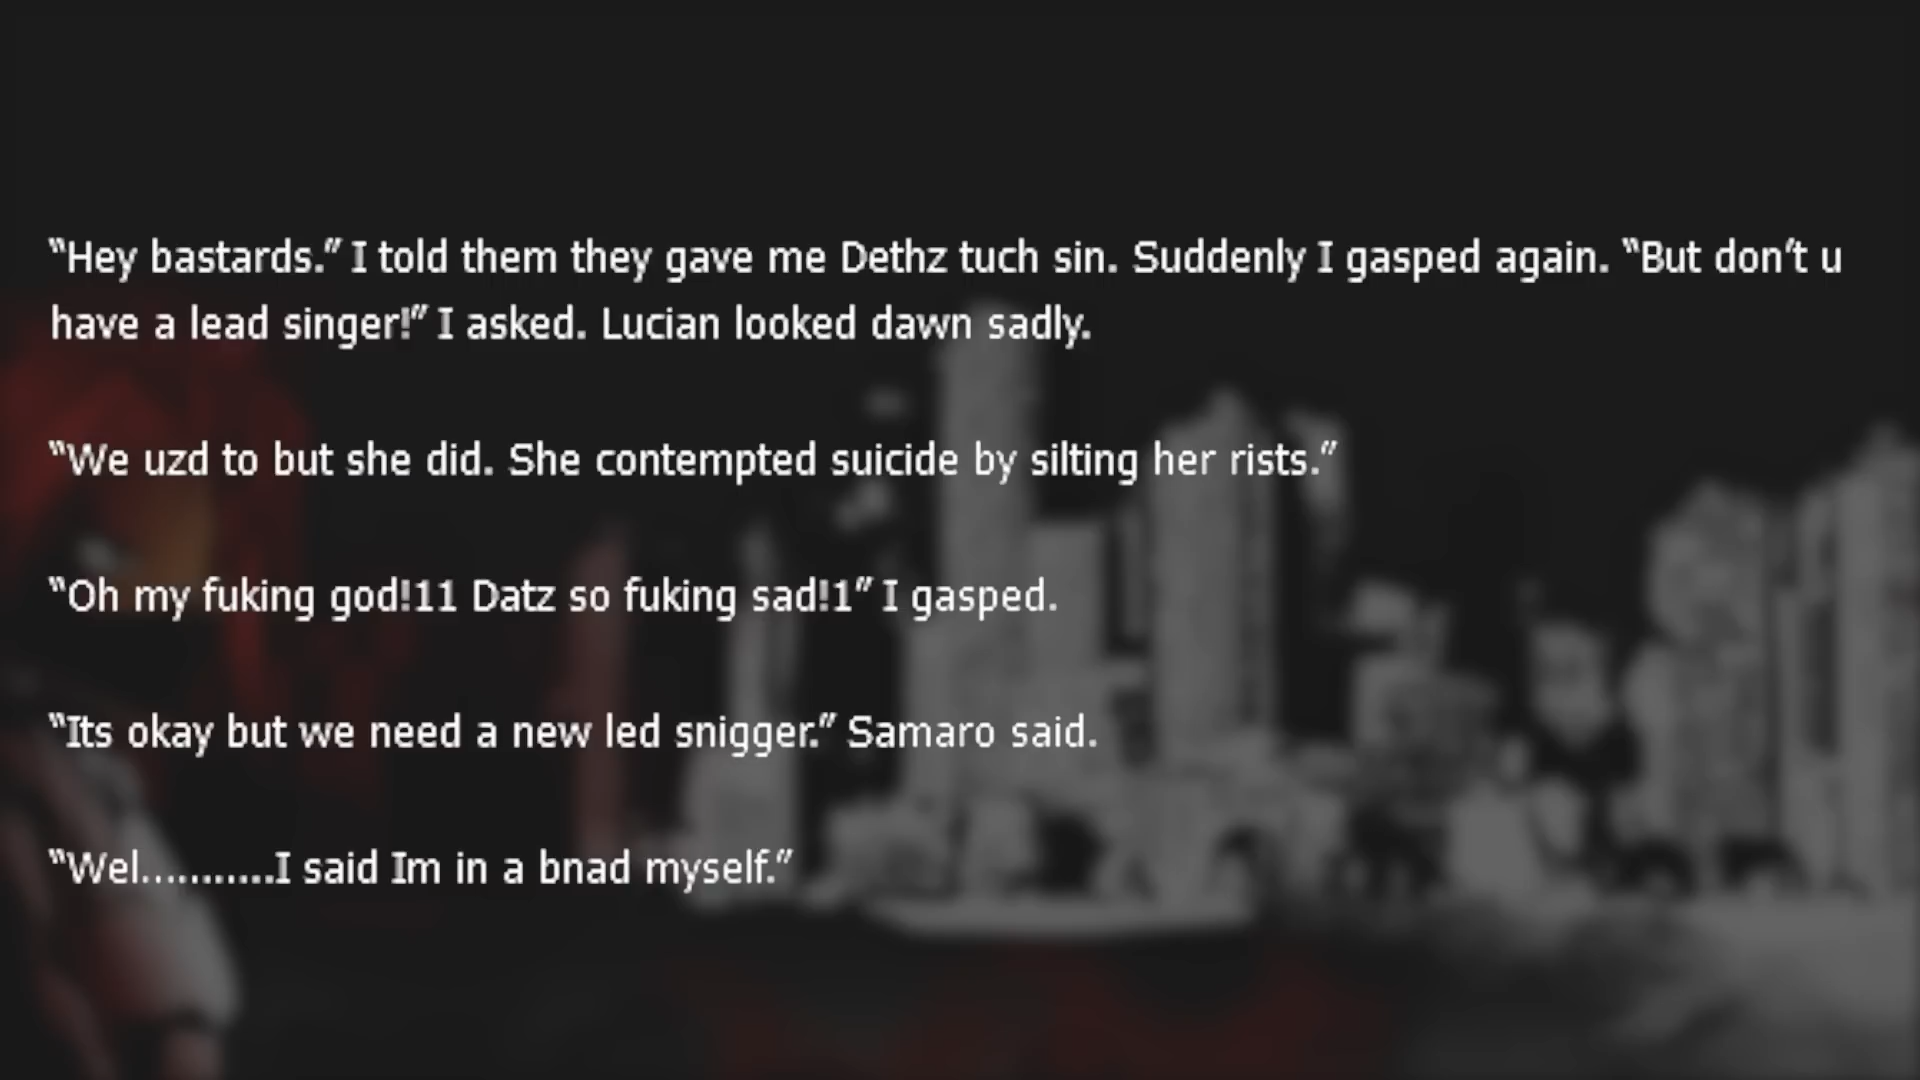 “Hey bastards.” I told them they gave me Dethz tuch sin. Suddenly I gasped again. “But don’t u
have a lead singer!” I asked. Lucian looked dawn sadly.
“We uzd to but she did. She contempted suicide by silting her rists.”
“Oh my fuking god!11 Datz so fuking sad!1” I gasped.
“Its okay but we need a new led snigger.” Samaro said.
“Wel………..I said Im in a bnad myself.”